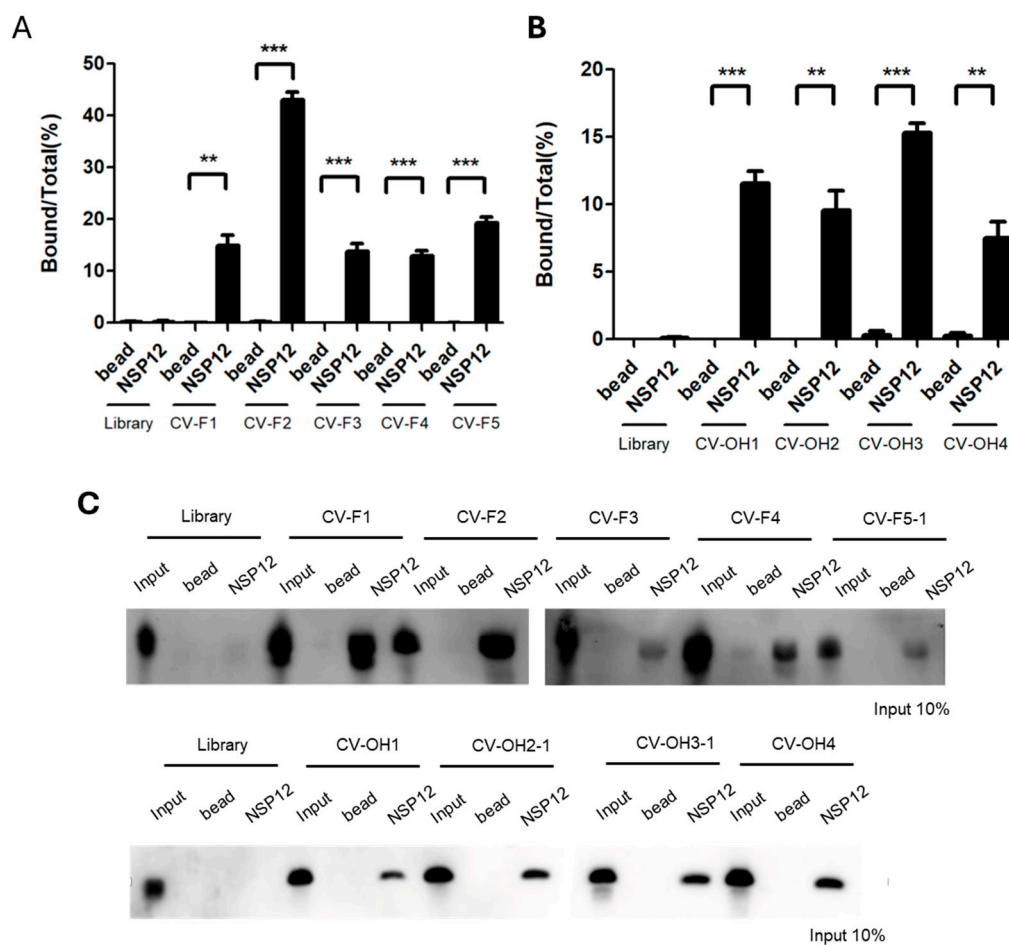 A
Bound/Total(%)
50
40
30
20
10
0
** *** *** *** ***
bead NSP12 bead NSP12 bead NSP12 bead NSP12 bead NSP12 bead NSP12
Library CV-F1 CV-F2 CV-F3 CV-F4 CV-F5
B
Bound/Total(%)
20
15
10
5
0
*** ** *** **
bead NSP12 bead NSP12 bead NSP12 bead NSP12 bead NSP12
Library CV-OH1 CV-OH2 CV-OH3 CV-OH4
C
Library CV-F1 CV-F2 CV-F3 CV-F4 CV-F5-1
Input bead NSP12 Input bead NSP12 Input bead NSP12 Input bead NSP12 Input bead NSP12 Input bead NSP12
Input 10%
Library CV-OH1 CV-OH2-1 CV-OH3-1 CV-OH4
Input bead NSP12 Input bead NSP12 Input bead NSP12 Input bead NSP12 Input bead NSP12
Input 10%